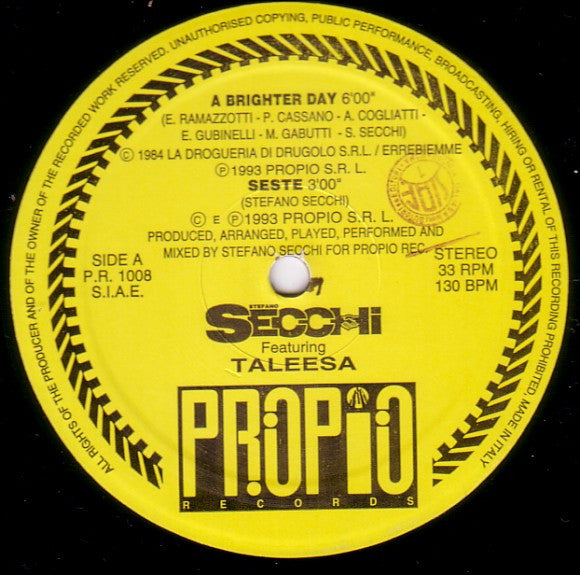 ALL RIGHTS OF THE PRODUCER AND OF THE OWNER OF THE RECORDED WORK RESERVED. UNAUTHORISED COPYING, PUBLIC PERFORMANCE, BROADCASTING, HIRING OR RENTAL OF THIS RECORDING PROHIBITED. MADE IN ITALY
A BRIGHTER DAY 6'00"
(E. RAMAZZOTTI - P. CASSANO - A. COGLIATTI -
E. GUBINELLI - M. GABUTTI - S. SECCHI)
© 1984 LA DROGUERIA DI DRUGOLO S.R.L. / ERREBIEMME
℗ 1993 PROPIO S. R. L.
SESTE 3'00"
(STEFANO SECCHI)
© E ℗ 1993 PROPIO S. R. L.
PRODUCED, ARRANGED, PLAYED, PERFORMED AND
MIXED BY STEFANO SECCHI FOR PROPIO REC.
SIDE A
P.R. 1008
S.I.A.E.
STEREO
33 RPM
130 BPM
STEFANO
SECCHI
Featuring
TALEESA
PROPIO
RECORDS